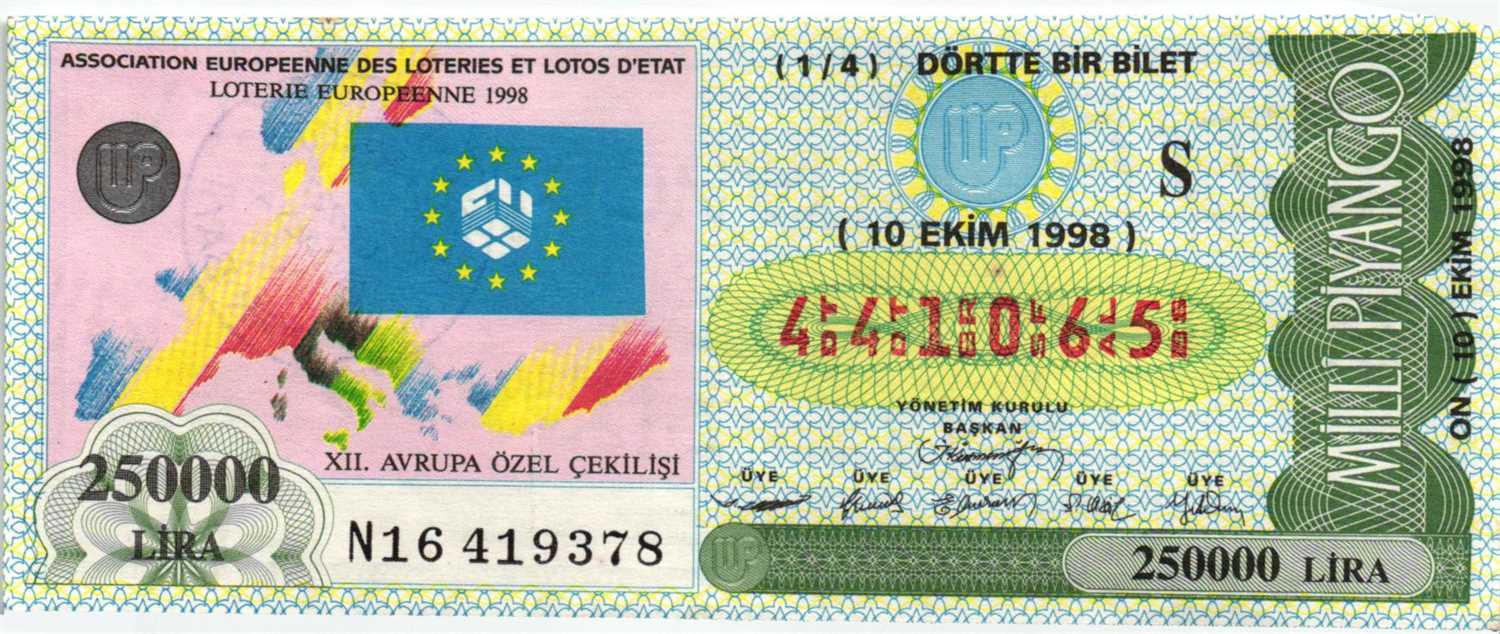 ASSOCIATION EUROPEENNE DES LOTERIES ET LOTOS D'ETAT
LOTERIE EUROPEENNE 1998
XII. AVRUPA ÖZEL ÇEKİLİŞİ
250000
LİRA
N16 419378
(1/4) DÖRTTE BİR BİLET
S
( 10 EKİM 1998 )
441065
YÖNETİM KURULU
BAŞKAN
ÜYE ÜYE ÜYE ÜYE ÜYE
250000 LİRA
MİLLİ PİYANGO
ON ( 10 ) EKİM 1998